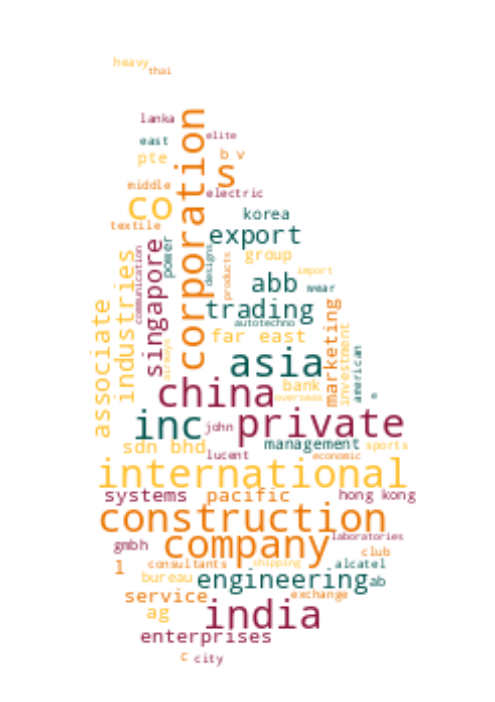 heavy
thai
lanka
corporation
elite
east
pte
b v
s
middle
electric
co
korea
textile
export
power
communication
singapore
designs
products
group
industries
import
abb
wear
trading
associate
autotechno
marketing
far east
investment
american
airways
asia
china
bank
overseas
e
inc
john
private
sdn bhd
management
sports
lucent
economic
international
systems
pacific
hong kong
construction
company
laboratories
gmbh
club
l
consultants
shipping
alcatel
bureau
engineering
ab
service
exchange
ag
india
enterprises
c
city